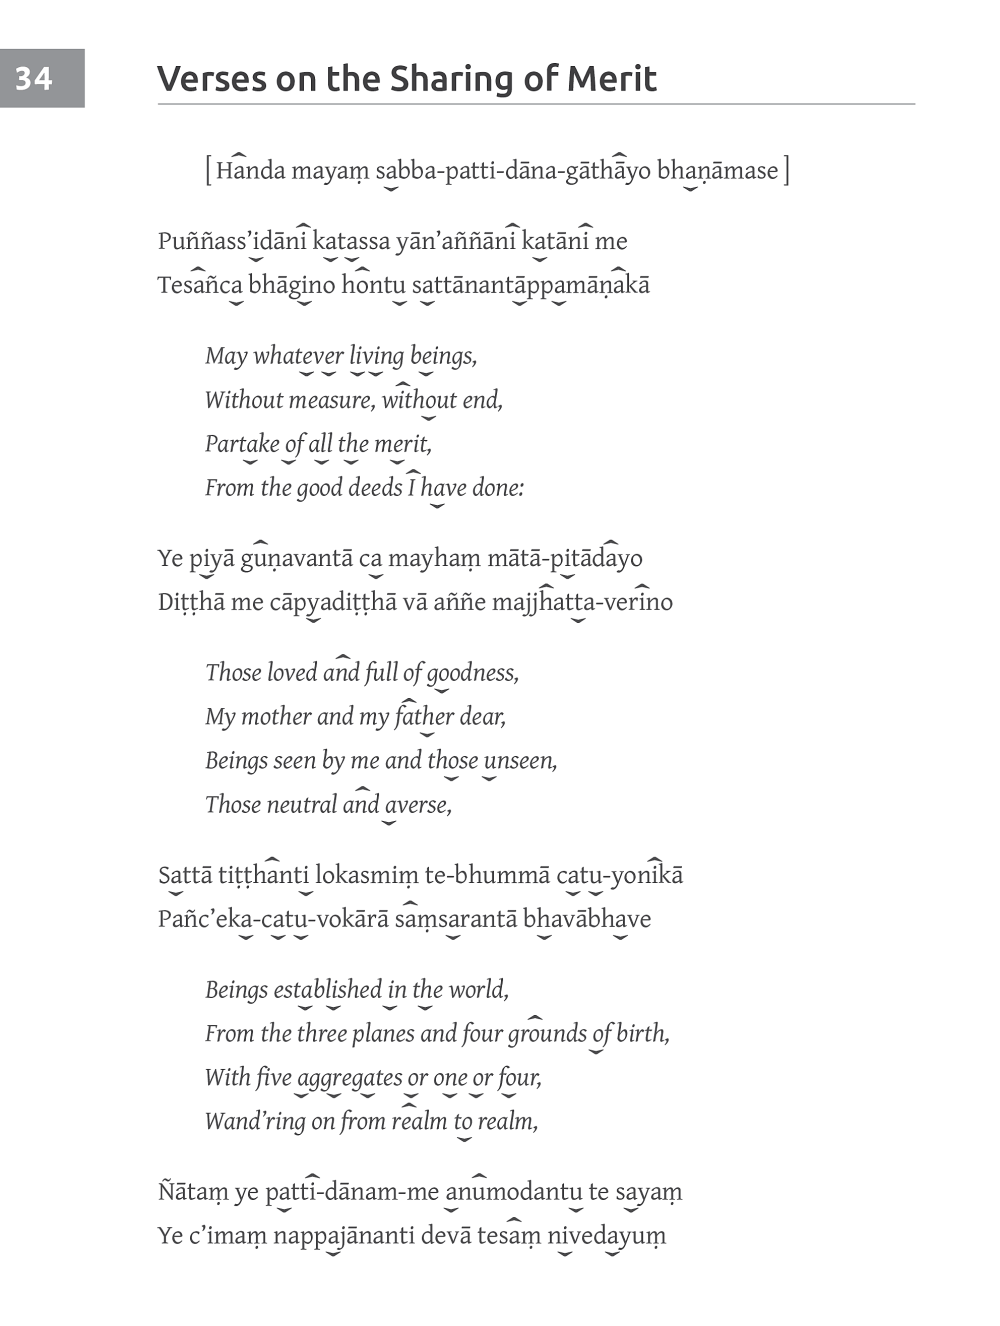 34
Verses on the Sharing of Merit
[ Handa mayaṃ sabba-patti-dāna-gāthāyo bhaṇāmase ]
Puññass’idāni katassa yān’aññāni katāni me
Tesañca bhāgino hontu sattānantāppamāṇakā
May whatever living beings,
Without measure, without end,
Partake of all the merit,
From the good deeds I have done:
Ye piyā guṇavantā ca mayhaṃ mātā-pitādayo
Diṭṭhā me cāpyadiṭṭhā vā aññe majjhatta-verino
Those loved and full of goodness,
My mother and my father dear,
Beings seen by me and those unseen,
Those neutral and averse,
Sattā tiṭṭhanti lokasmiṃ te-bhummā catu-yonikā
Pañc’eka-catu-vokārā saṃsarantā bhavābhave
Beings established in the world,
From the three planes and four grounds of birth,
With five aggregates or one or four,
Wand’ring on from realm to realm,
Ñātaṃ ye patti-dānam-me anumodantu te sayaṃ
Ye c’imaṃ nappajānanti devā tesaṃ nivedayuṃ